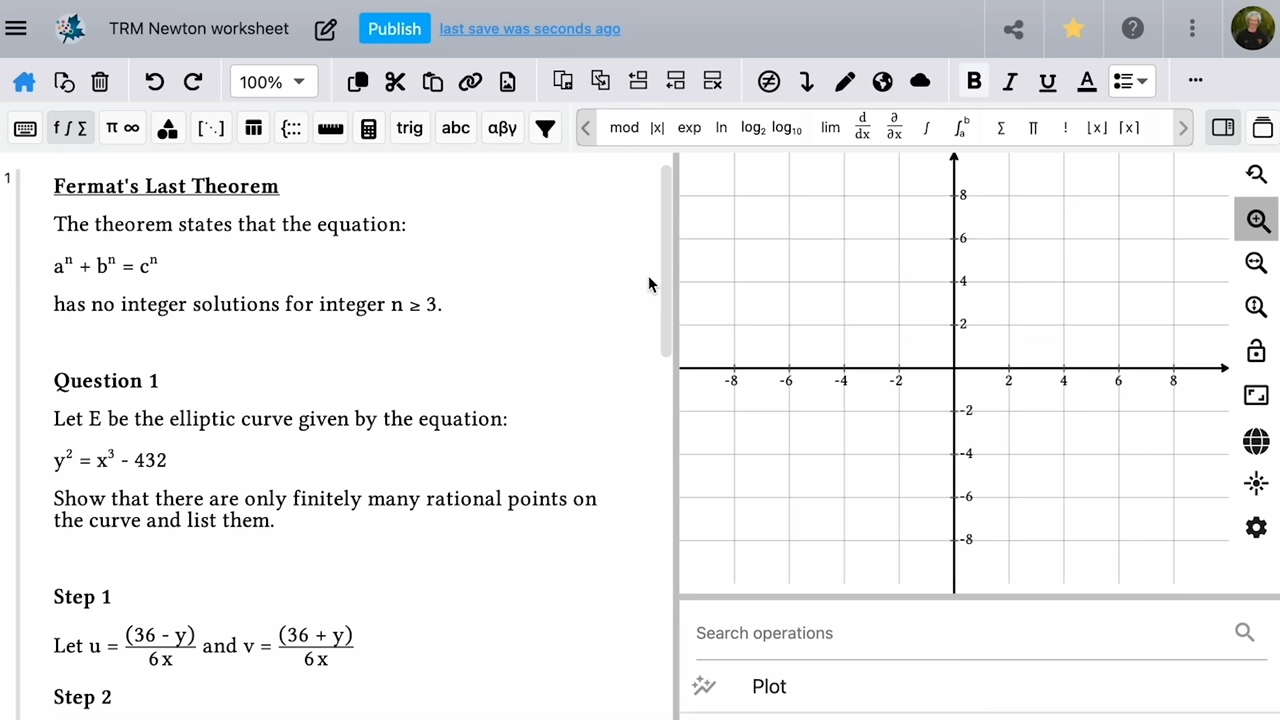 TRM Newton worksheet
Publish
last save was seconds ago
100%
B I U A
f ∫ Σ
π ∞
trig
abc
αβγ
mod |x| exp ln log₂ log₁₀ lim d/dx ∂/∂x ∫ ∫ₐᵇ Σ Π ! ⌊x⌋ ⌈x⌉
1
Fermat's Last Theorem
The theorem states that the equation:
aⁿ + bⁿ = cⁿ
has no integer solutions for integer n ≥ 3.
Question 1
Let E be the elliptic curve given by the equation:
y² = x³ - 432
Show that there are only finitely many rational points on
the curve and list them.
Step 1
Let u = (36 - y)/6x and v = (36 + y)/6x
Step 2
8
6
4
2
-8 -6 -4 -2 2 4 6 8
-2
-4
-6
-8
Search operations
Plot